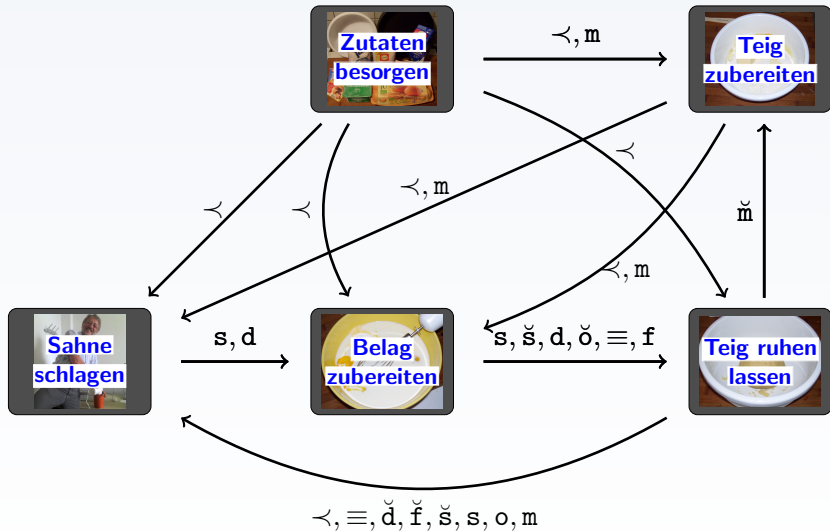 Zutaten
besorgen
≺, m
Teig
zubereiten
≺
≺
≺, m
≺
m̆
≺, m
Sahne
schlagen
s, d
Belag
zubereiten
s, s̆, d, ŏ, ≡, f
Teig ruhen
lassen
≺, ≡, d̆, f̆, s̆, s, o, m